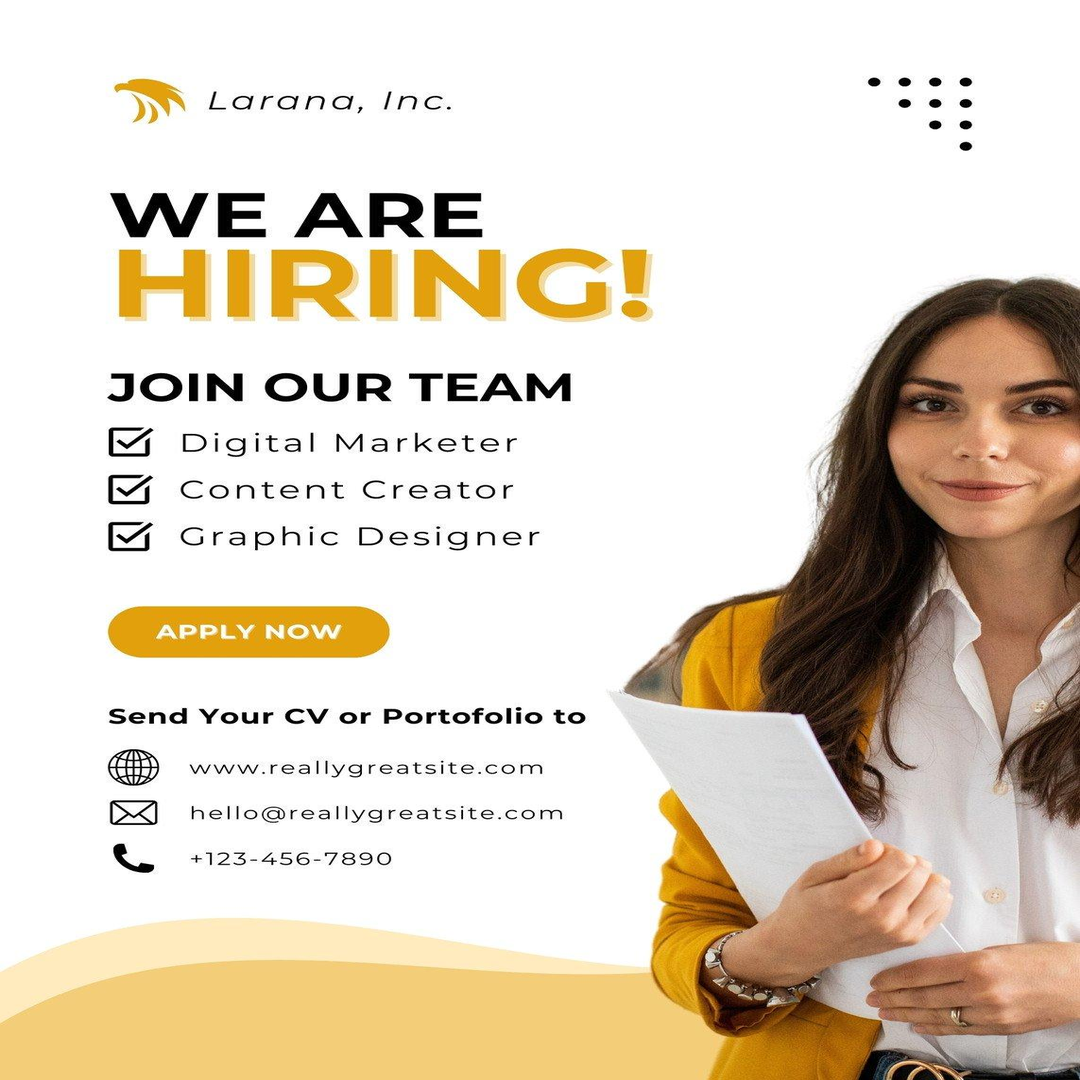 Larana, Inc.
WE ARE
HIRING!
JOIN OUR TEAM
Digital Marketer
Content Creator
Graphic Designer
APPLY NOW
Send Your CV or Portofolio to
www.reallygreatsite.com
hello@reallygreatsite.com
+123-456-7890